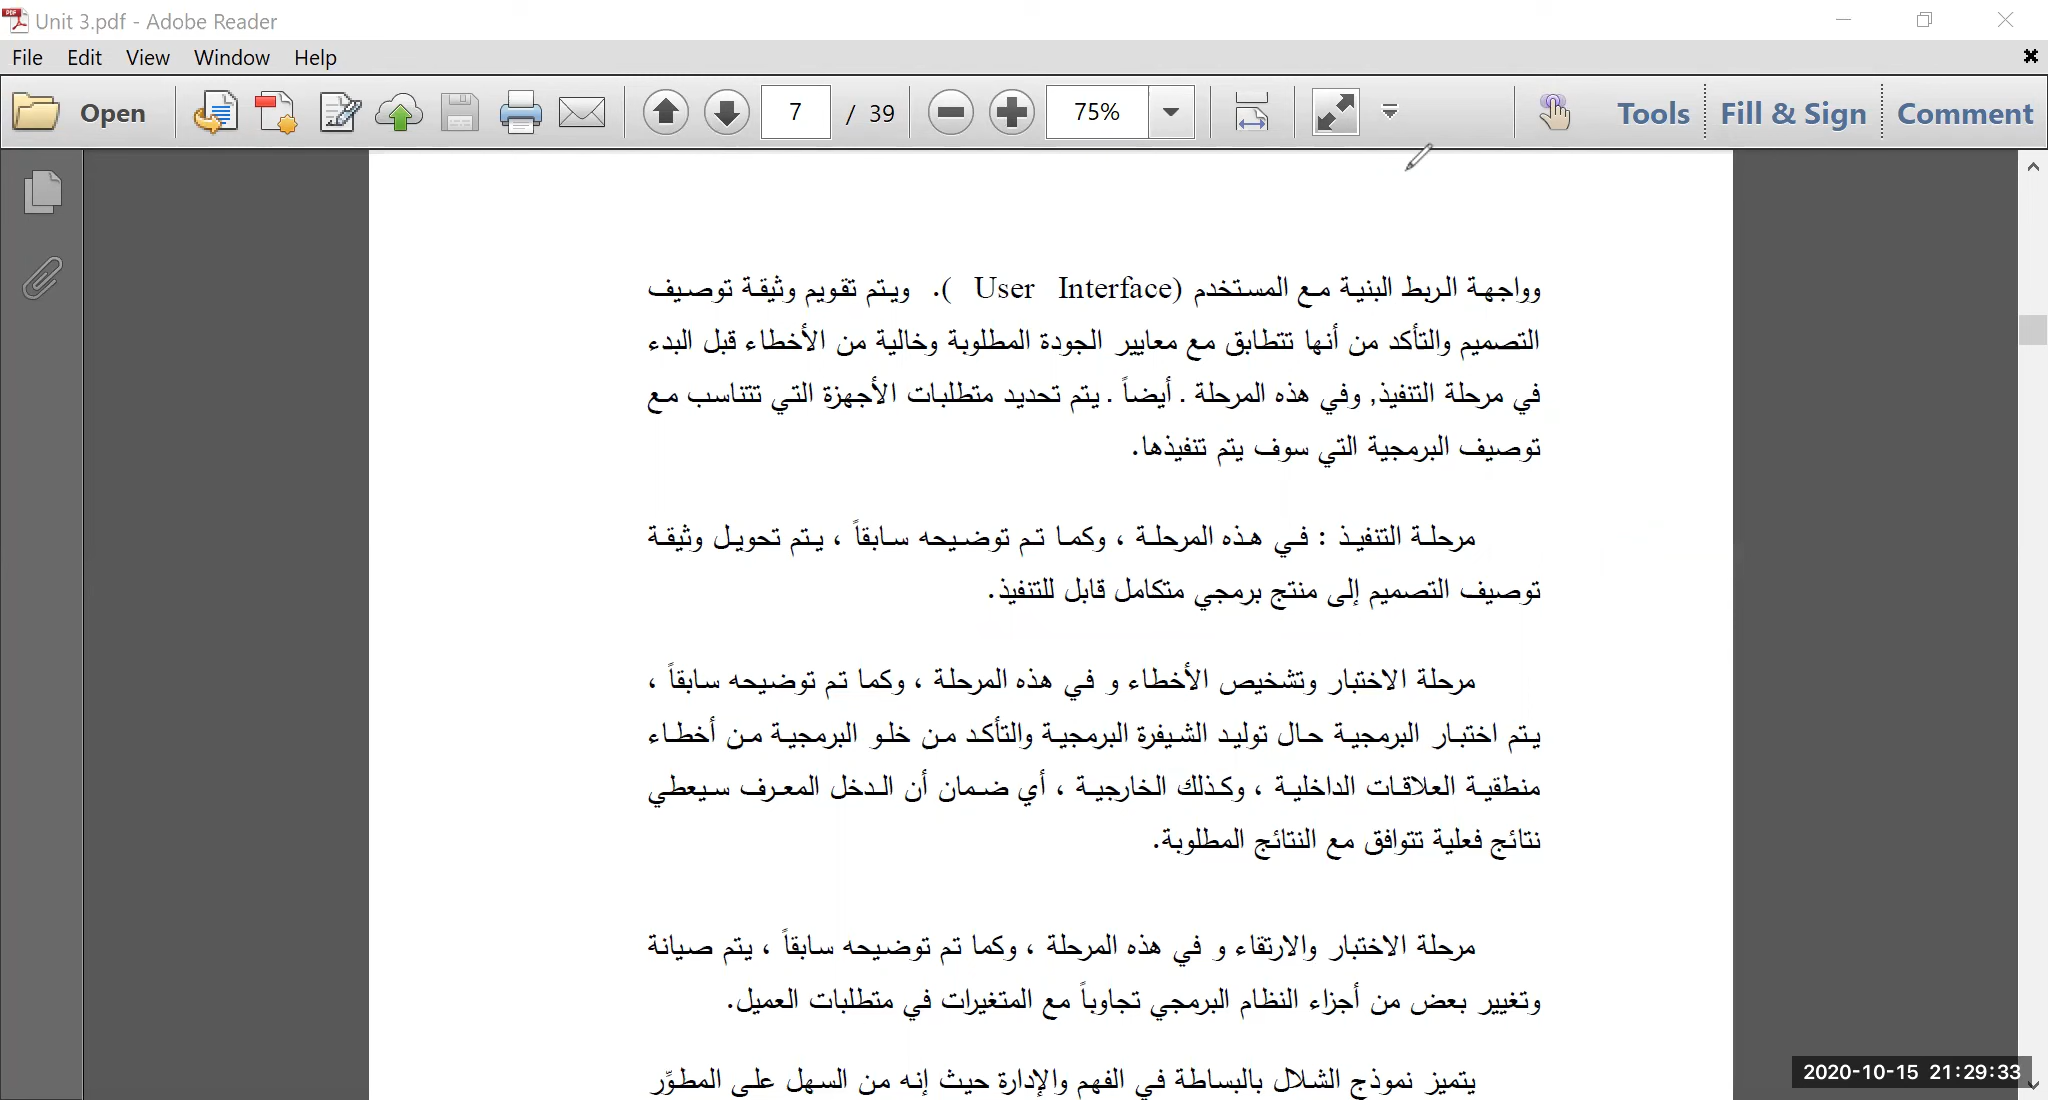 Unit 3.pdf - Adobe Reader
File Edit View Window Help
Open 7 / 39 75% Tools Fill & Sign Comment
وواجهة الربط البنية مع المستخدم (User Interface ). ويتم تقويم وثيقة توصيف
التصميم والتأكد من أنها تتطابق مع معايير الجودة المطلوبة وخالية من الأخطاء قبل البدء
في مرحلة التنفيذ, وفي هذه المرحلة . أيضاً . يتم تحديد متطلبات الأجهزة التي تتناسب مع
توصيف البرمجية التي سوف يتم تنفيذها.
مرحلة التنفيذ : في هذه المرحلة ، وكما تم توضيحه سابقاً ، يتم تحويل وثيقة
توصيف التصميم إلى منتج برمجي متكامل قابل للتنفيذ.
مرحلة الاختبار وتشخيص الأخطاء و في هذه المرحلة ، وكما تم توضيحه سابقاً ،
يتم اختبار البرمجية حال توليد الشيفرة البرمجية والتأكد من خلو البرمجية من أخطاء
منطقية العلاقات الداخلية ، وكذلك الخارجية ، أي ضمان أن الدخل المعرف سيعطي
نتائج فعلية تتوافق مع النتائج المطلوبة.
مرحلة الاختبار والارتقاء و في هذه المرحلة ، وكما تم توضيحه سابقاً ، يتم صيانة
وتغيير بعض من أجزاء النظام البرمجي تجاوباً مع المتغيرات في متطلبات العميل.
يتميز نموذج الشلال بالبساطة في الفهم والإدارة حيث إنه من السهل على المطوِّر
2020-10-15 21:29:33